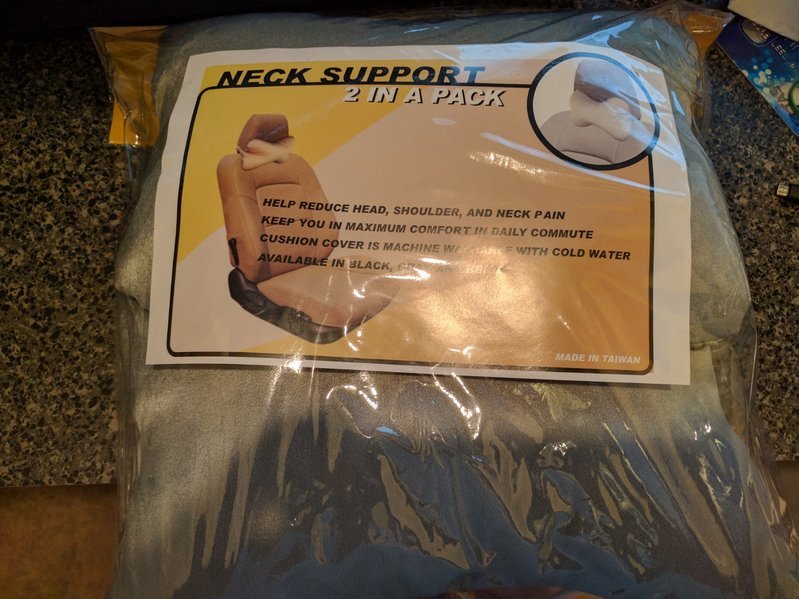 NECK SUPPORT
2 IN A PACK
HELP REDUCE HEAD, SHOULDER, AND NECK PAIN
KEEP YOU IN MAXIMUM COMFORT IN DAILY COMMUTE
CUSHION COVER IS MACHINE WASHABLE WITH COLD WATER
AVAILABLE IN BLACK,
MADE IN TAIWAN